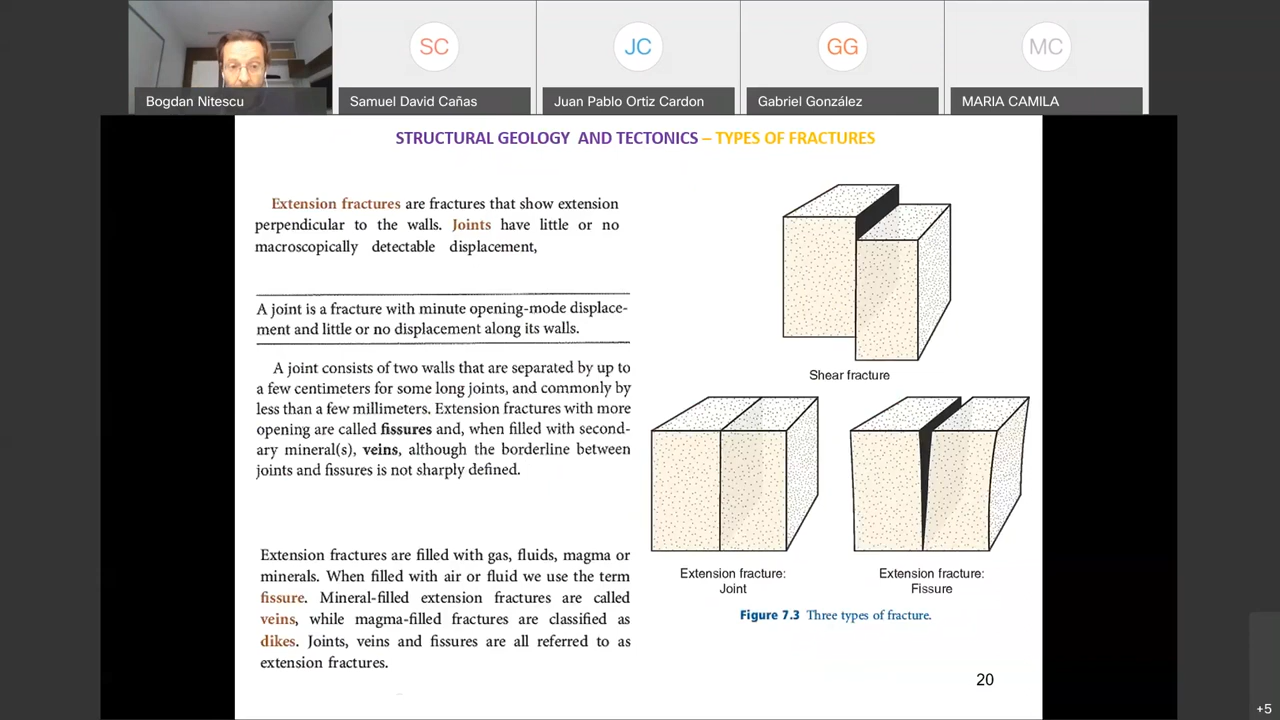 SC
JC
GG
MC
Bogdan Nitescu
Samuel David Cañas
Juan Pablo Ortiz Cardon
Gabriel González
MARIA CAMILA
STRUCTURAL GEOLOGY AND TECTONICS – TYPES OF FRACTURES
Extension fractures are fractures that show extension
perpendicular to the walls. Joints have little or no
macroscopically detectable displacement,
A joint is a fracture with minute opening-mode displace-
ment and little or no displacement along its walls.
A joint consists of two walls that are separated by up to
a few centimeters for some long joints, and commonly by
less than a few millimeters. Extension fractures with more
opening are called fissures and, when filled with second-
ary mineral(s), veins, although the borderline between
joints and fissures is not sharply defined.
Extension fractures are filled with gas, fluids, magma or
minerals. When filled with air or fluid we use the term
fissure. Mineral-filled extension fractures are called
veins, while magma-filled fractures are classified as
dikes. Joints, veins and fissures are all referred to as
extension fractures.
Shear fracture
Extension fracture:
Joint
Extension fracture:
Fissure
Figure 7.3 Three types of fracture.
20
+5